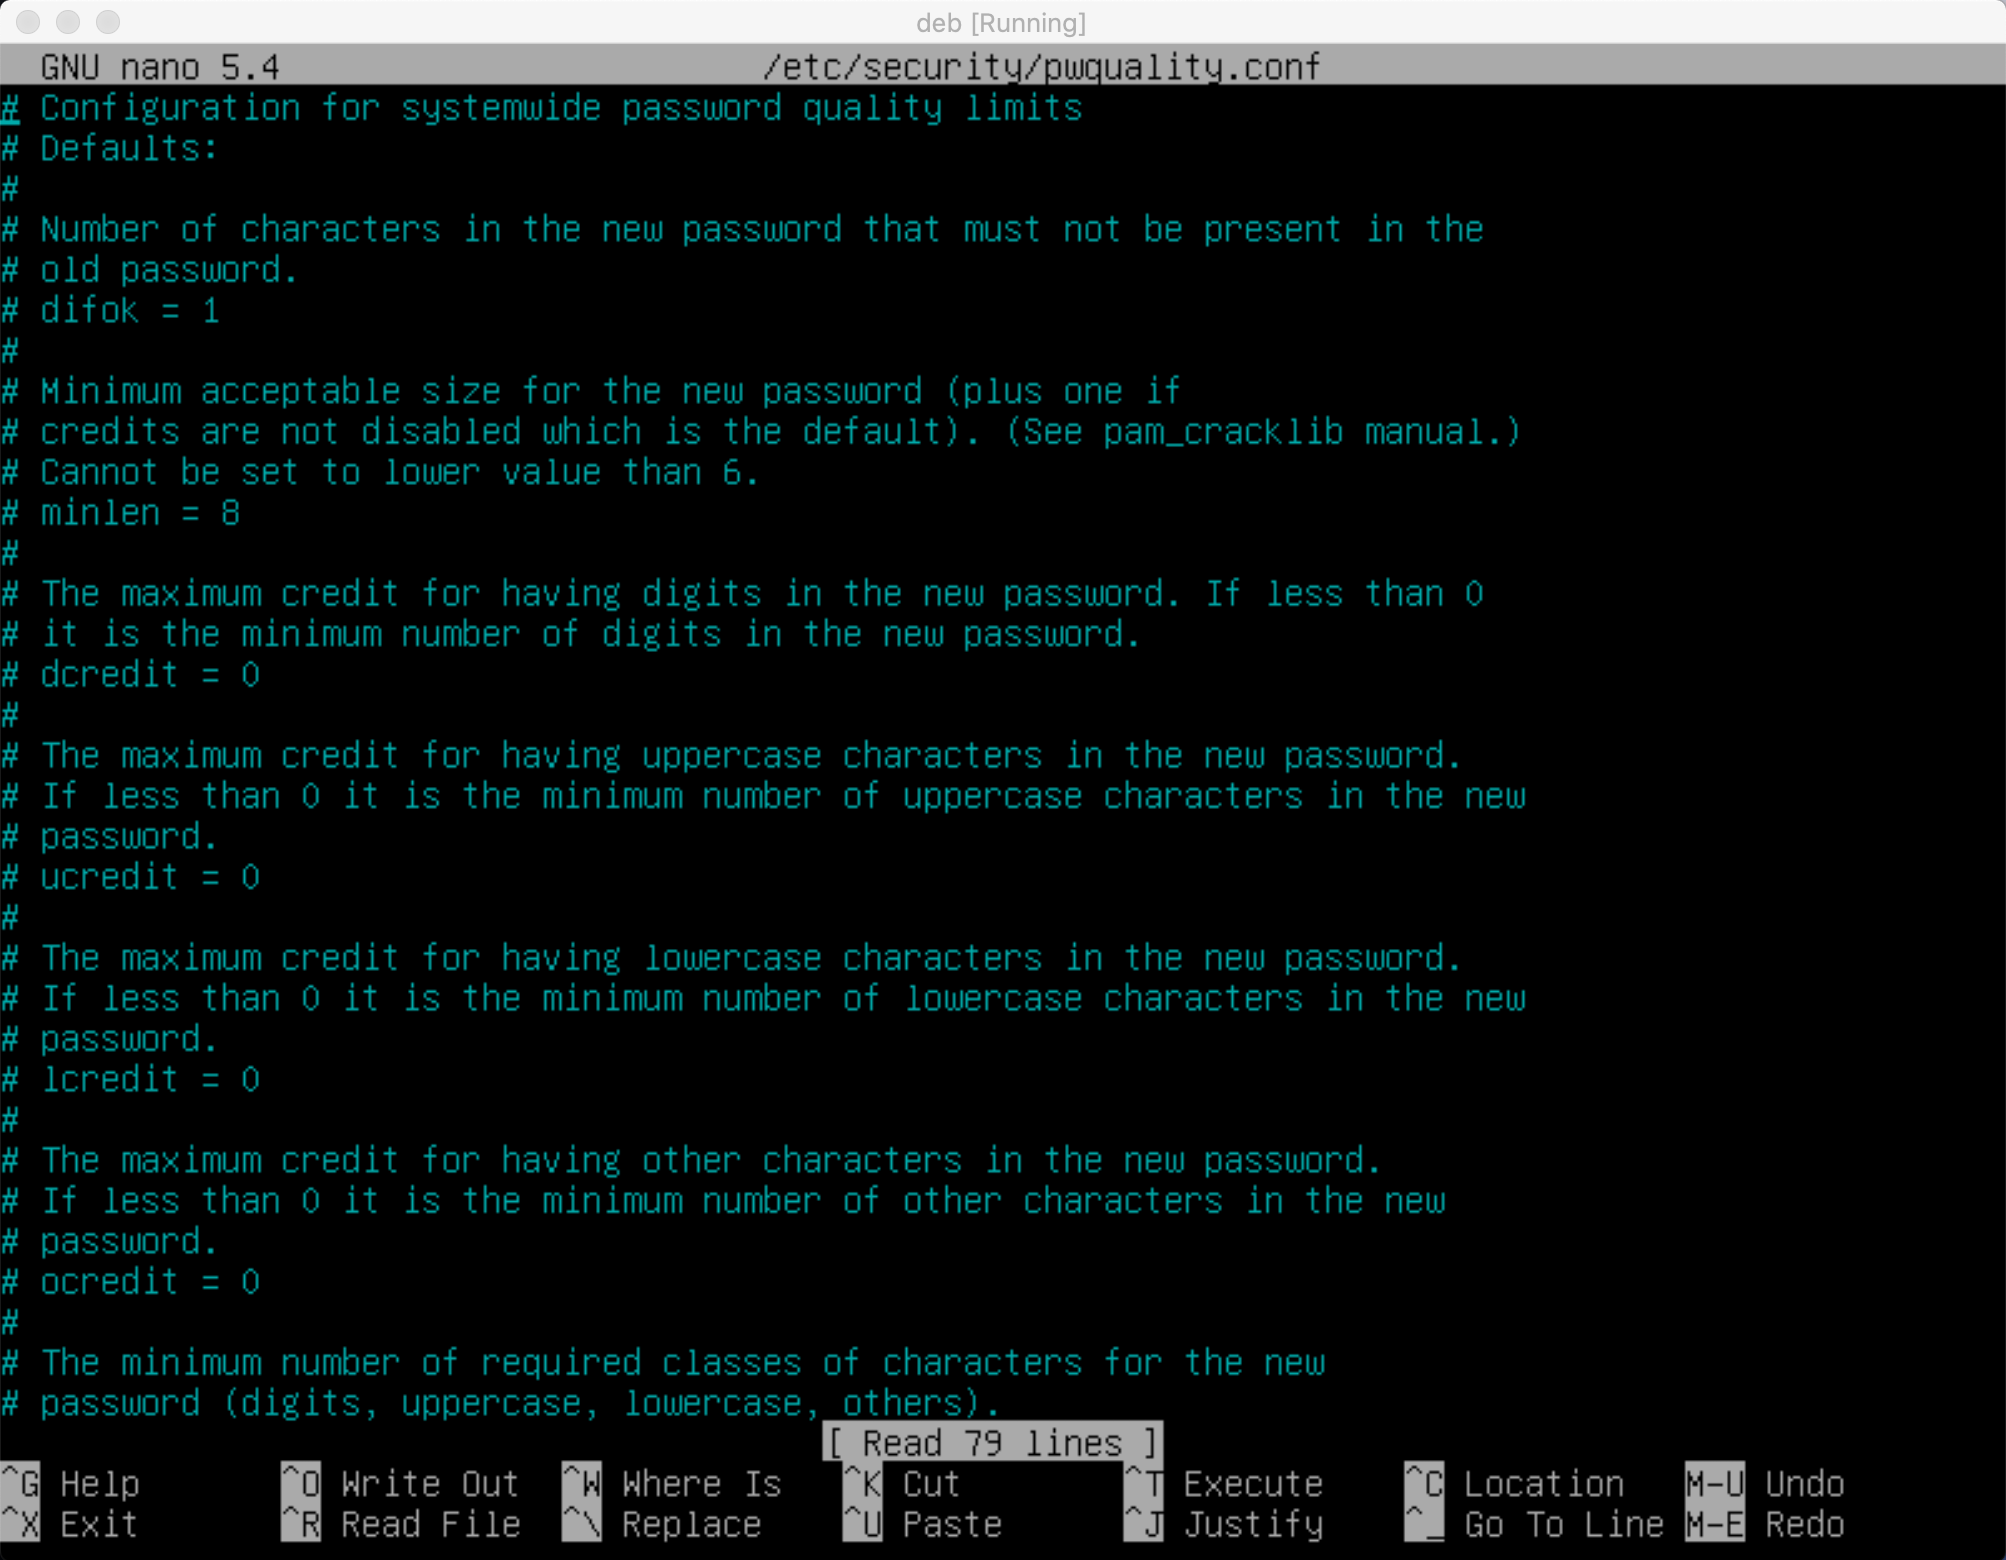 deb [Running]
GNU nano 5.4 /etc/security/pwquality.conf
# Configuration for systemwide password quality limits
# Defaults:
#
# Number of characters in the new password that must not be present in the
# old password.
# difok = 1
#
# Minimum acceptable size for the new password (plus one if
# credits are not disabled which is the default). (See pam_cracklib manual.)
# Cannot be set to lower value than 6.
# minlen = 8
#
# The maximum credit for having digits in the new password. If less than 0
# it is the minimum number of digits in the new password.
# dcredit = 0
#
# The maximum credit for having uppercase characters in the new password.
# If less than 0 it is the minimum number of uppercase characters in the new
# password.
# ucredit = 0
#
# The maximum credit for having lowercase characters in the new password.
# If less than 0 it is the minimum number of lowercase characters in the new
# password.
# lcredit = 0
#
# The maximum credit for having other characters in the new password.
# If less than 0 it is the minimum number of other characters in the new
# password.
# ocredit = 0
#
# The minimum number of required classes of characters for the new
# password (digits, uppercase, lowercase, others).
[ Read 79 lines ]
^G Help ^O Write Out ^W Where Is ^K Cut ^T Execute ^C Location M-U Undo
^X Exit ^R Read File ^\ Replace ^U Paste ^J Justify ^_ Go To Line M-E Redo